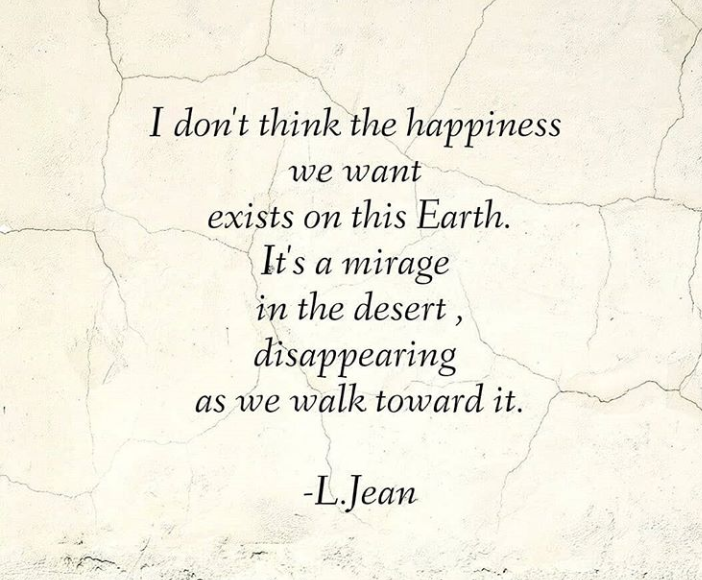 I don't think the happiness
we want
exists on this Earth.
It's a mirage
in the desert ,
disappearing
as we walk toward it.
-L.Jean